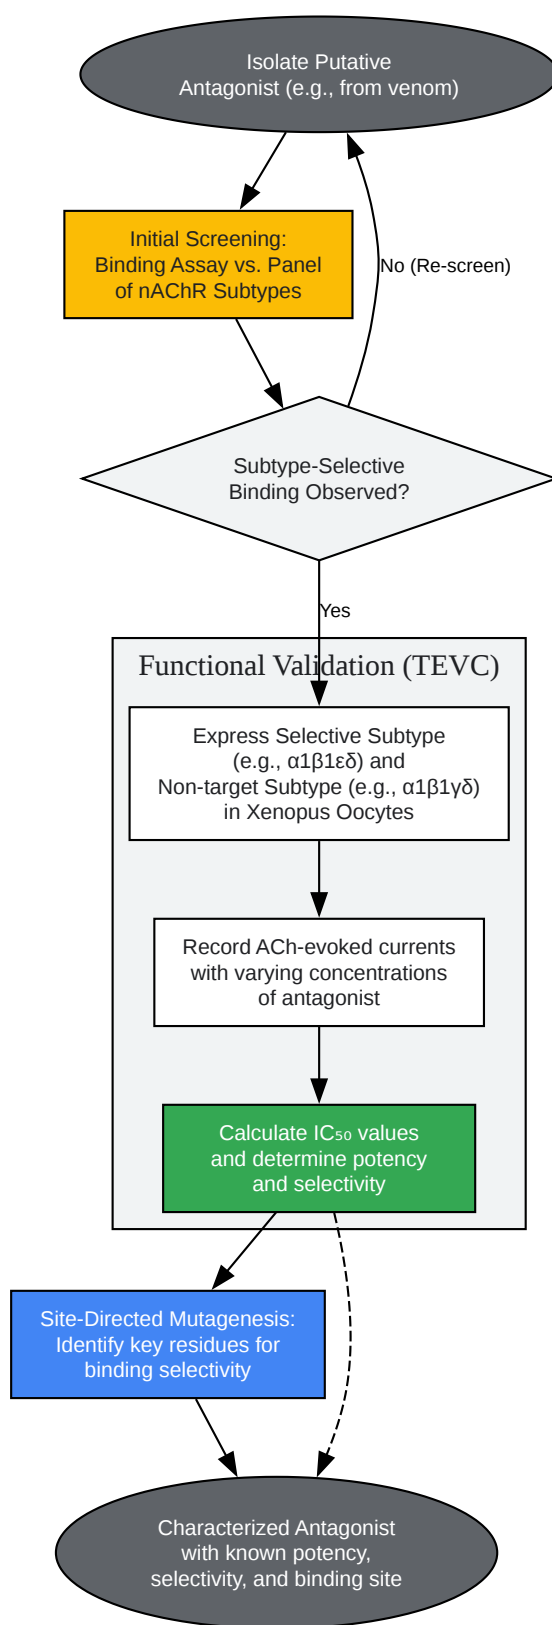 Isolate Putative
Antagonist (e.g., from venom)
Initial Screening:
Binding Assay vs. Panel
of nAChR Subtypes
No (Re-screen)
Subtype-Selective
Binding Observed?
Yes
Functional Validation (TEVC)
Express Selective Subtype
(e.g., α1β1εδ) and
Non-target Subtype (e.g., α1β1γδ)
in Xenopus Oocytes
Record ACh-evoked currents
with varying concentrations
of antagonist
Calculate IC₅₀ values
and determine potency
and selectivity
Site-Directed Mutagenesis:
Identify key residues for
binding selectivity
Characterized Antagonist
with known potency,
selectivity, and binding site